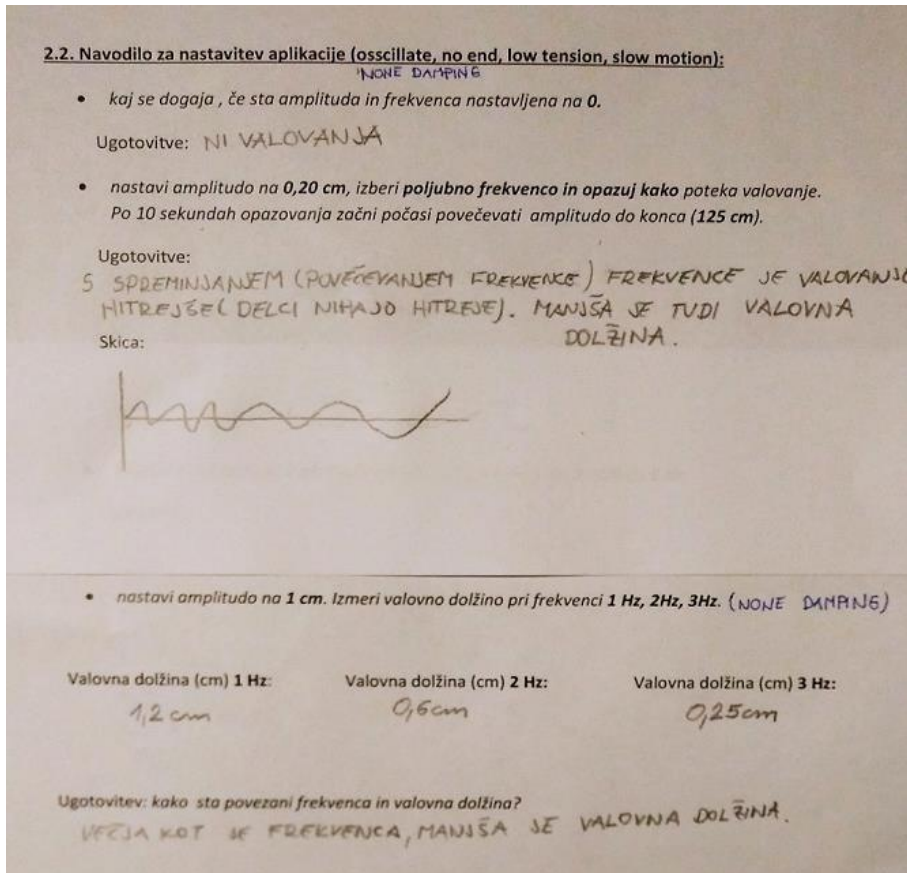 2.2. Navodilo za nastavitev aplikacije (osscillate, no end, low tension, slow motion):
NONE DAMPING
• kaj se dogaja , če sta amplituda in frekvenca nastavljena na 0.
Ugotovitve: NI VALOVANJA
• nastavi amplitudo na 0,20 cm, izberi poljubno frekvenco in opazuj kako poteka valovanje.
Po 10 sekundah opazovanja začni počasi povečevati amplitudo do konca (125 cm).
Ugotovitve:
S SPREMINJANJEM (POVEČEVANJEM FREKVENCE) FREKVENCE JE VALOVANJE
HITREJŠE (DELCI NIHAJO HITREJE). MANJŠA JE TUDI VALOVNA
DOLŽINA.
Skica:
• nastavi amplitudo na 1 cm. Izmeri valovno dolžino pri frekvenci 1 Hz, 2Hz, 3Hz. (NONE DAMPING)
Valovna dolžina (cm) 1 Hz: Valovna dolžina (cm) 2 Hz: Valovna dolžina (cm) 3 Hz:
1,2 cm 0,6cm 0,25cm
Ugotovitev: kako sta povezani frekvenca in valovna dolžina?
VEČJA KOT JE FREKVENCA, MANJŠA JE VALOVNA DOLŽINA.